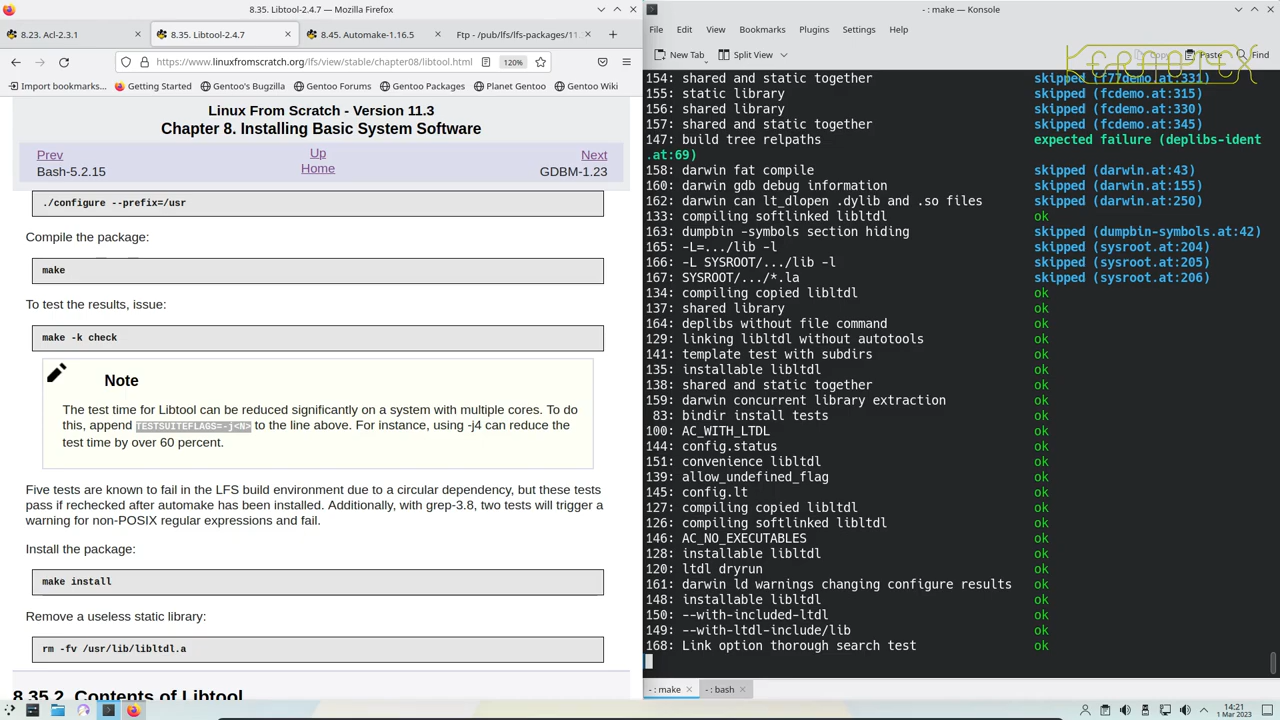 8.35. Libtool-2.4.7 — Mozilla Firefox
8.23. Acl-2.3.1
8.35. Libtool-2.4.7
8.45. Automake-1.16.5
Ftp - /pub/lfs/lfs-packages/11.
https://www.linuxfromscratch.org/lfs/view/stable/chapter08/libtool.html
120%
Import bookmarks...
Getting Started
Gentoo's Bugzilla
Gentoo Forums
Gentoo Packages
Planet Gentoo
Gentoo Wiki
Linux From Scratch - Version 11.3
Chapter 8. Installing Basic System Software
Prev
Up
Next
Bash-5.2.15
Home
GDBM-1.23
./configure --prefix=/usr
Compile the package:
make
To test the results, issue:
make -k check
Note
The test time for Libtool can be reduced significantly on a system with multiple cores. To do
this, append TESTSUITEFLAGS=-j<N> to the line above. For instance, using -j4 can reduce the
test time by over 60 percent.
Five tests are known to fail in the LFS build environment due to a circular dependency, but these tests
pass if rechecked after automake has been installed. Additionally, with grep-3.8, two tests will trigger a
warning for non-POSIX regular expressions and fail.
Install the package:
make install
Remove a useless static library:
rm -fv /usr/lib/libltdl.a
8.35.2. Contents of Libtool
- : make — Konsole
File Edit View Bookmarks Plugins Settings Help
New Tab Split View Copy Paste Find
KERNOTEX
154: shared and static together skipped (f77demo.at:331)
155: static library skipped (fcdemo.at:315)
156: shared library skipped (fcdemo.at:330)
157: shared and static together skipped (fcdemo.at:345)
147: build tree relpaths expected failure (deplibs-ident
.at:69)
158: darwin fat compile skipped (darwin.at:43)
160: darwin gdb debug information skipped (darwin.at:155)
162: darwin can lt_dlopen .dylib and .so files skipped (darwin.at:250)
133: compiling softlinked libltdl ok
163: dumpbin -symbols section hiding skipped (dumpbin-symbols.at:42)
165: -L=.../lib -l skipped (sysroot.at:204)
166: -L SYSROOT/.../lib -l skipped (sysroot.at:205)
167: SYSROOT/.../*.la skipped (sysroot.at:206)
134: compiling copied libltdl ok
137: shared library ok
164: deplibs without file command ok
129: linking libltdl without autotools ok
141: template test with subdirs ok
135: installable libltdl ok
138: shared and static together ok
159: darwin concurrent library extraction ok
83: bindir install tests ok
100: AC_WITH_LTDL ok
144: config.status ok
151: convenience libltdl ok
139: allow_undefined_flag ok
145: config.lt ok
127: compiling copied libltdl ok
126: compiling softlinked libltdl ok
146: AC_NO_EXECUTABLES ok
128: installable libltdl ok
120: ltdl dryrun ok
161: darwin ld warnings changing configure results ok
148: installable libltdl ok
150: --with-included-ltdl ok
149: --with-ltdl-include/lib ok
168: Link option thorough search test ok
- : make
- : bash
14:21
1 Mar 2023